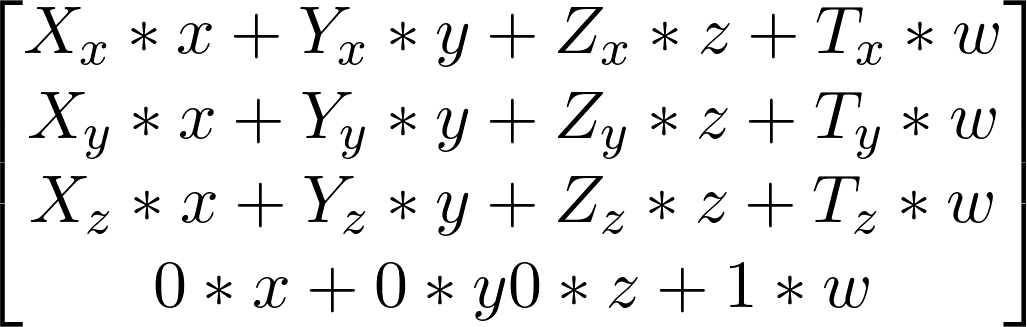 X_x * x + Y_x * y + Z_x * z + T_x * w
X_y * x + Y_y * y + Z_y * z + T_y * w
X_z * x + Y_z * y + Z_z * z + T_z * w
0 * x + 0 * y0 * z + 1 * w